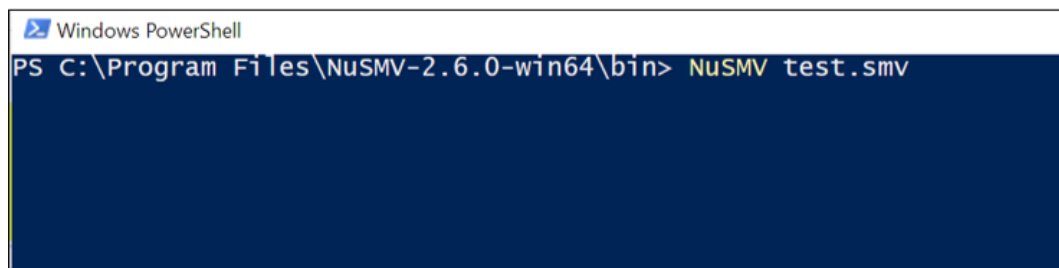 Windows PowerShell
PS C:\Program Files\NuSMV-2.6.0-win64\bin> NuSMV test.smv